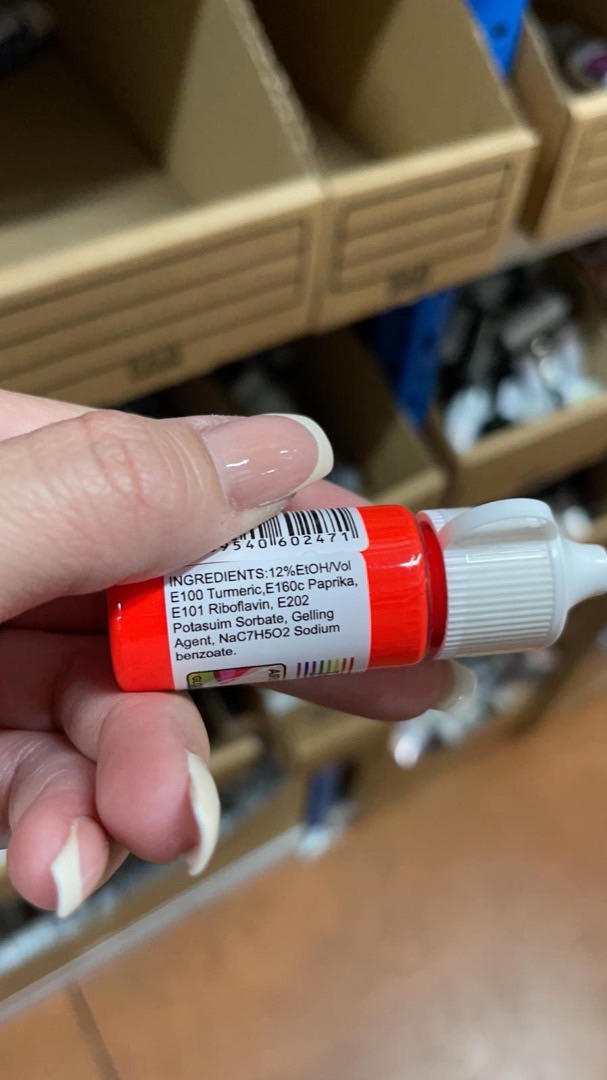 9540602471
INGREDIENTS:12%EtOH/Vol
E100 Turmeric,E160c Paprika,
E101 Riboflavin, E202
Potasuim Sorbate, Gelling
Agent, NaC7H5O2 Sodium
benzoate.